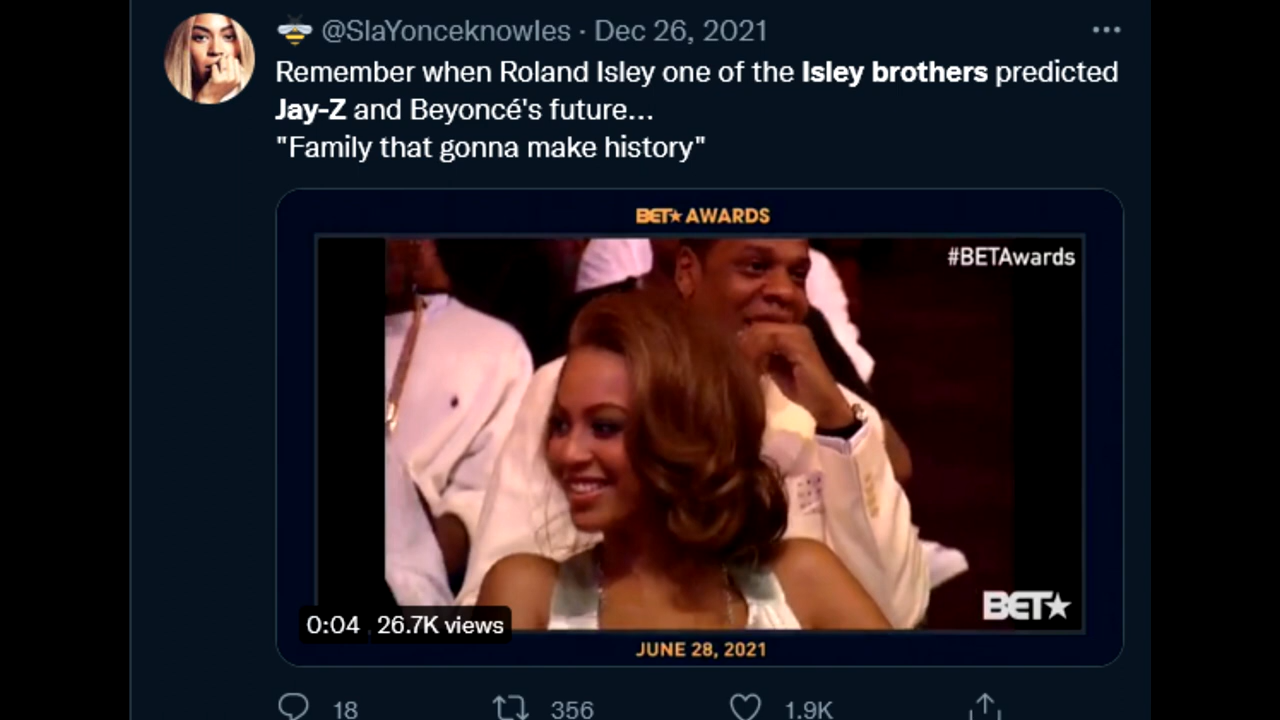 @SlaYonceknowles · Dec 26, 2021
Remember when Roland Isley one of the Isley brothers predicted
Jay-Z and Beyoncé's future...
"Family that gonna make history"
BET★ AWARDS
#BETAwards
BET★
0:04 26.7K views
JUNE 28, 2021
18 356 1.9K